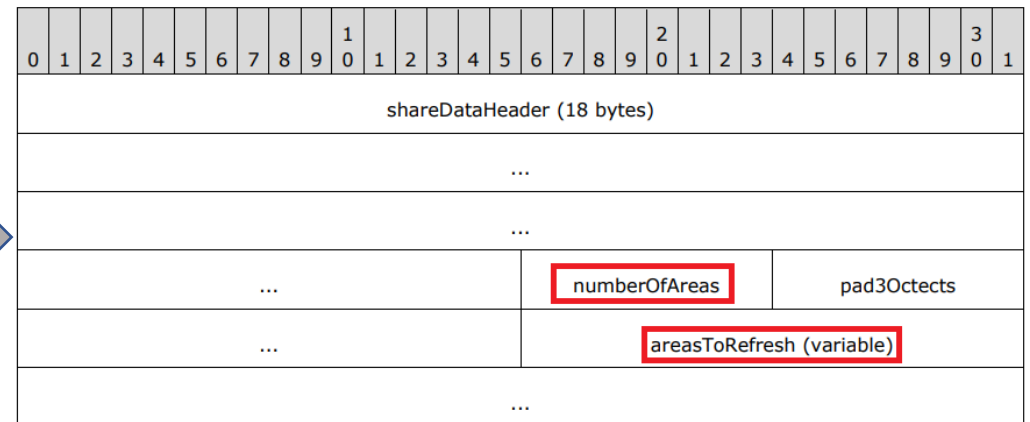 1 2 3
0 1 2 3 4 5 6 7 8 9 0 1 2 3 4 5 6 7 8 9 0 1 2 3 4 5 6 7 8 9 0 1
shareDataHeader (18 bytes)
...
...
... numberOfAreas pad3Octects
... areasToRefresh (variable)
...